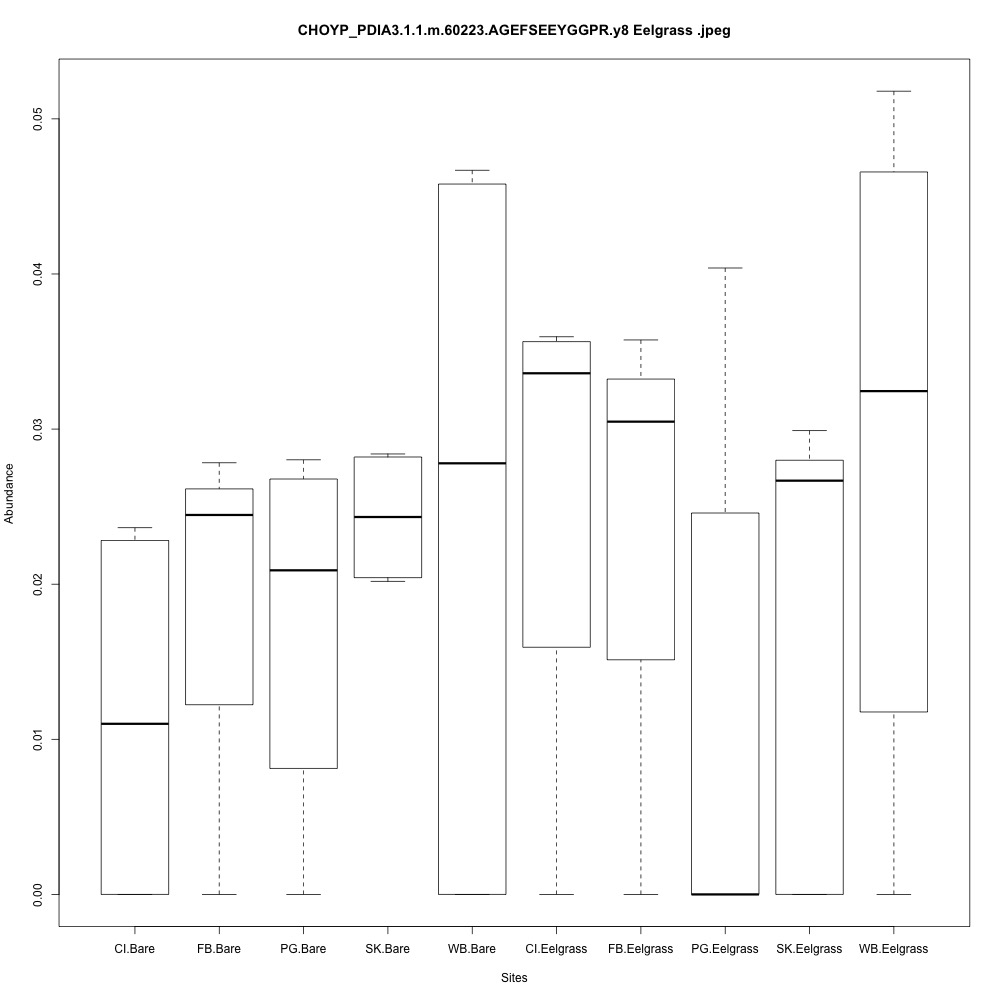 CHOYP_PDIA3.1.1.m.60223.AGEFSEEYGGPR.y8 Eelgrass .jpeg
Abundance
0.05
0.04
0.03
0.02
0.01
0.00
CI.Bare FB.Bare PG.Bare SK.Bare WB.Bare CI.Eelgrass FB.Eelgrass PG.Eelgrass SK.Eelgrass WB.Eelgrass
Sites